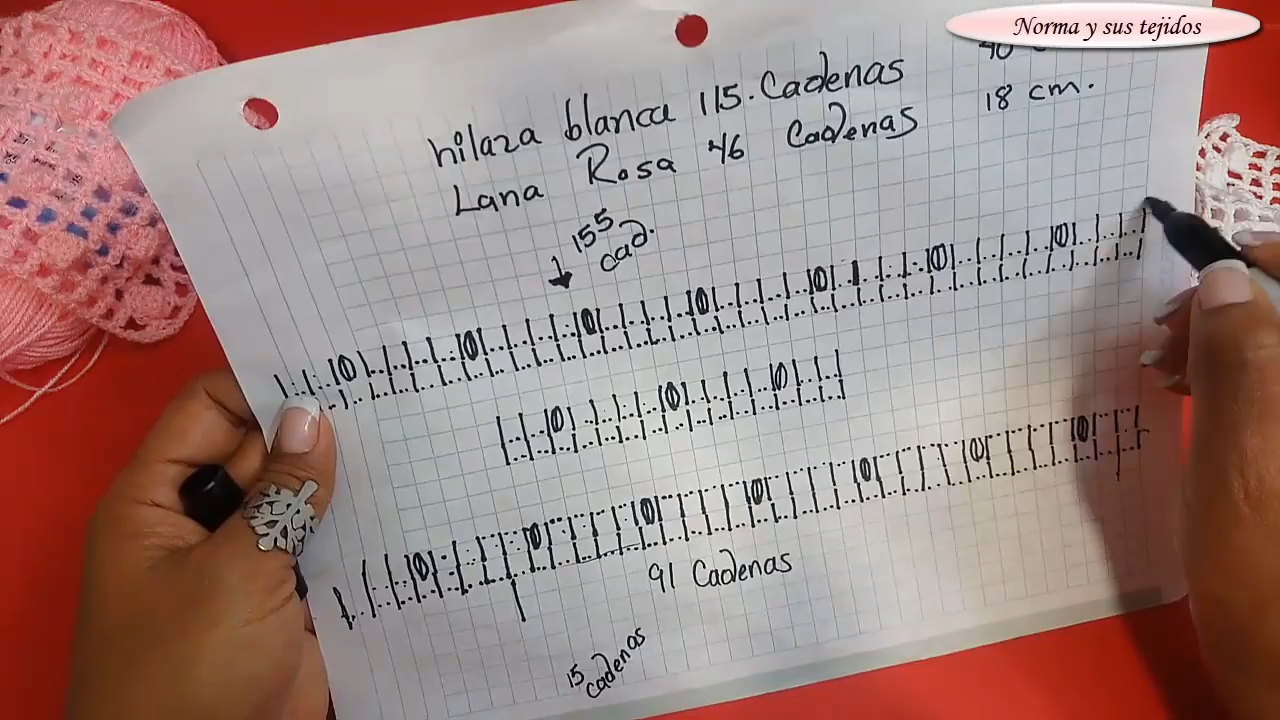 Norma y sus tejidos
hilaza blanca 115. Cadenas
Lana Rosa 46 Cadenas 18 cm.
155
cad.
91 Cadenas
15
cadenas